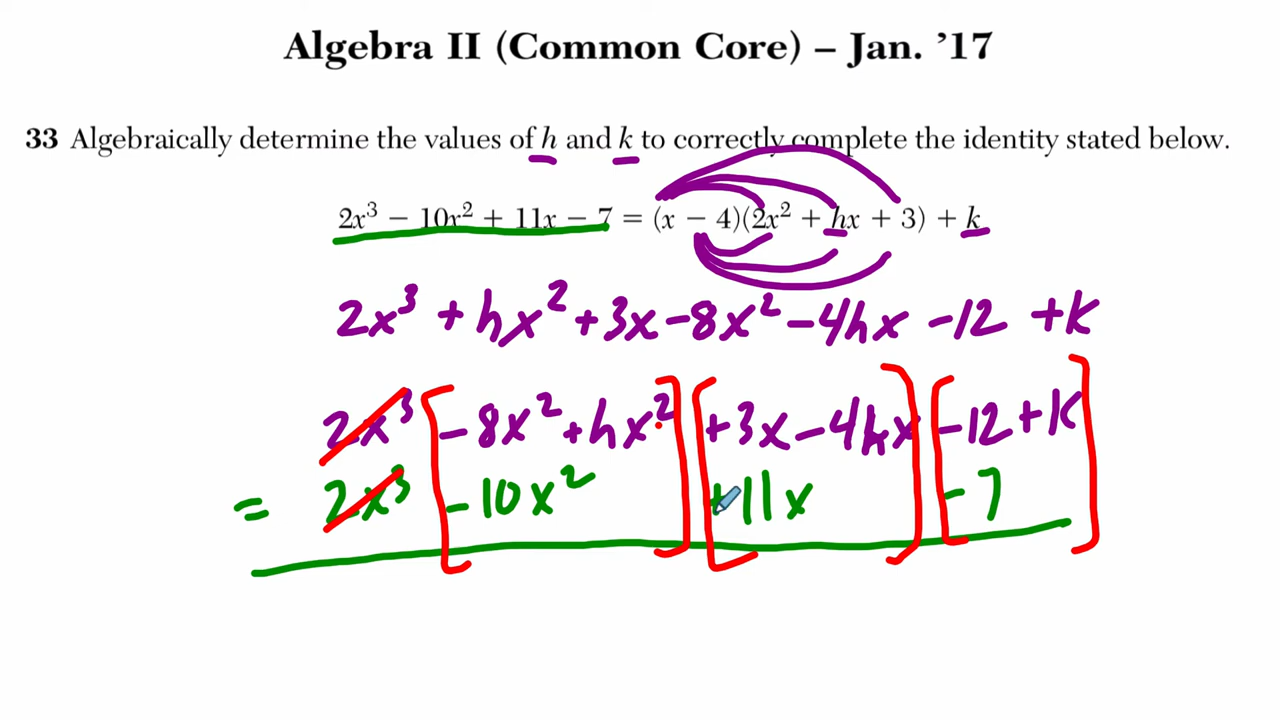 Algebra II (Common Core) – Jan. ’17
33 Algebraically determine the values of h and k to correctly complete the identity stated below.
2x³ − 10x² + 11x − 7 = (x − 4)(2x² + hx + 3) + k
2x³ + hx² + 3x − 8x² − 4hx − 12 + k
2x³ [− 8x² + hx²] [+ 3x − 4hx] [− 12 + k]
= 2x³ − 10x² + 11x − 7